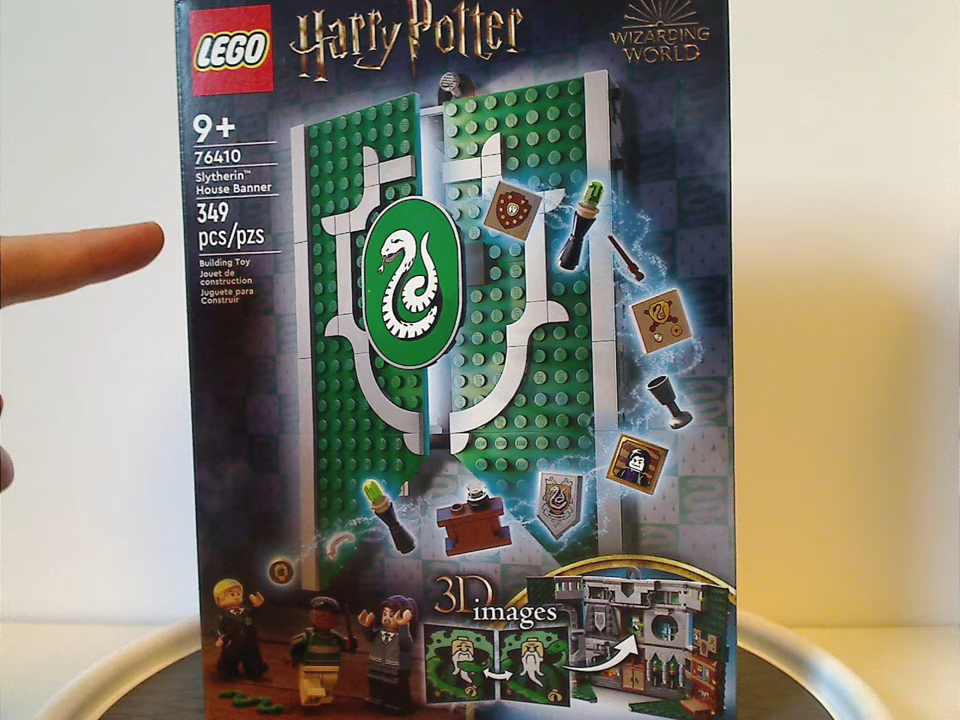 LEGO
Harry Potter
WIZARDING
WORLD
9+
76410
Slytherin™
House Banner
349
pcs/pzs
Building Toy
Jouet de
construction
Juguete para
Construir
3D
images